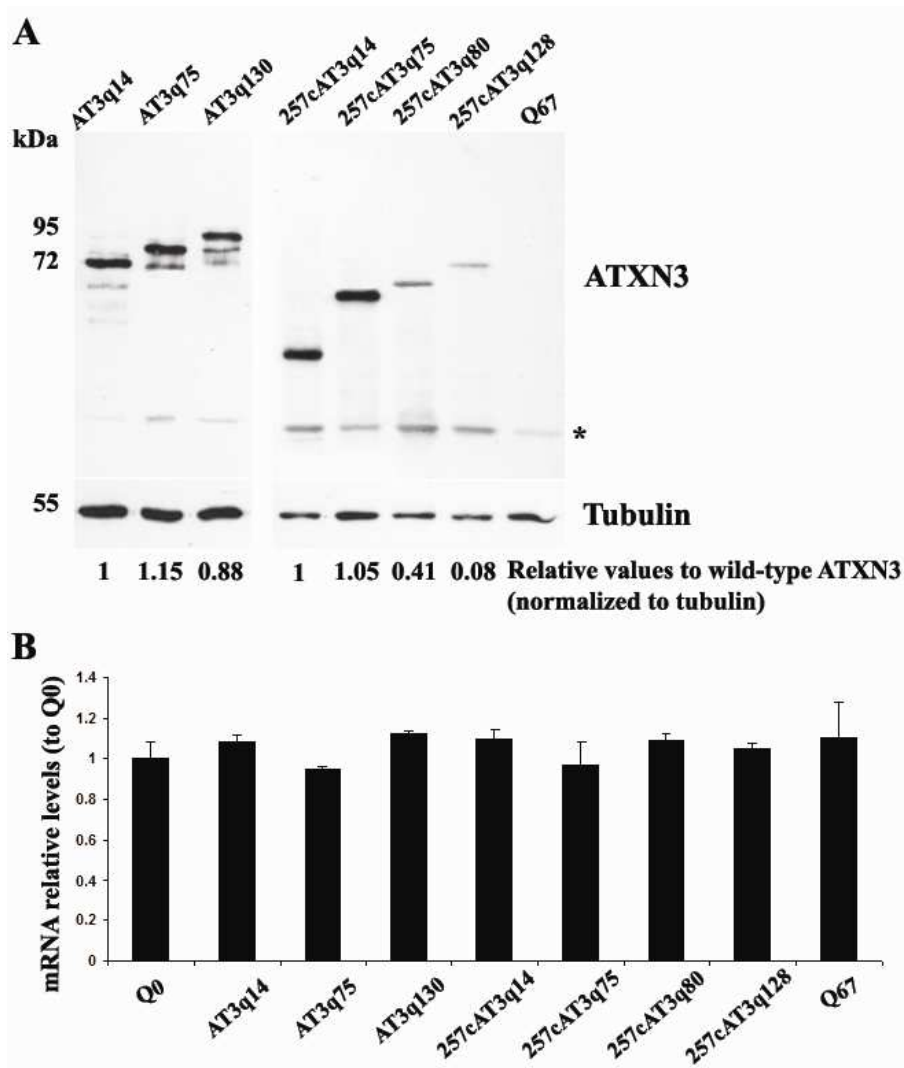 A
AT3q14 AT3q75 AT3q130 257cAT3q14 257cAT3q75 257cAT3q80 257cAT3q128 Q67
kDa
95
72
ATXN3
*
55
Tubulin
1 1.15 0.88 1 1.05 0.41 0.08 Relative values to wild-type ATXN3
(normalized to tubulin)
B
mRNA relative levels (to Q0)
1.4
1.2
1
0.8
0.6
0.4
0.2
0
Q0 AT3q14 AT3q75 AT3q130 257cAT3q14 257cAT3q75 257cAT3q80 257cAT3q128 Q67